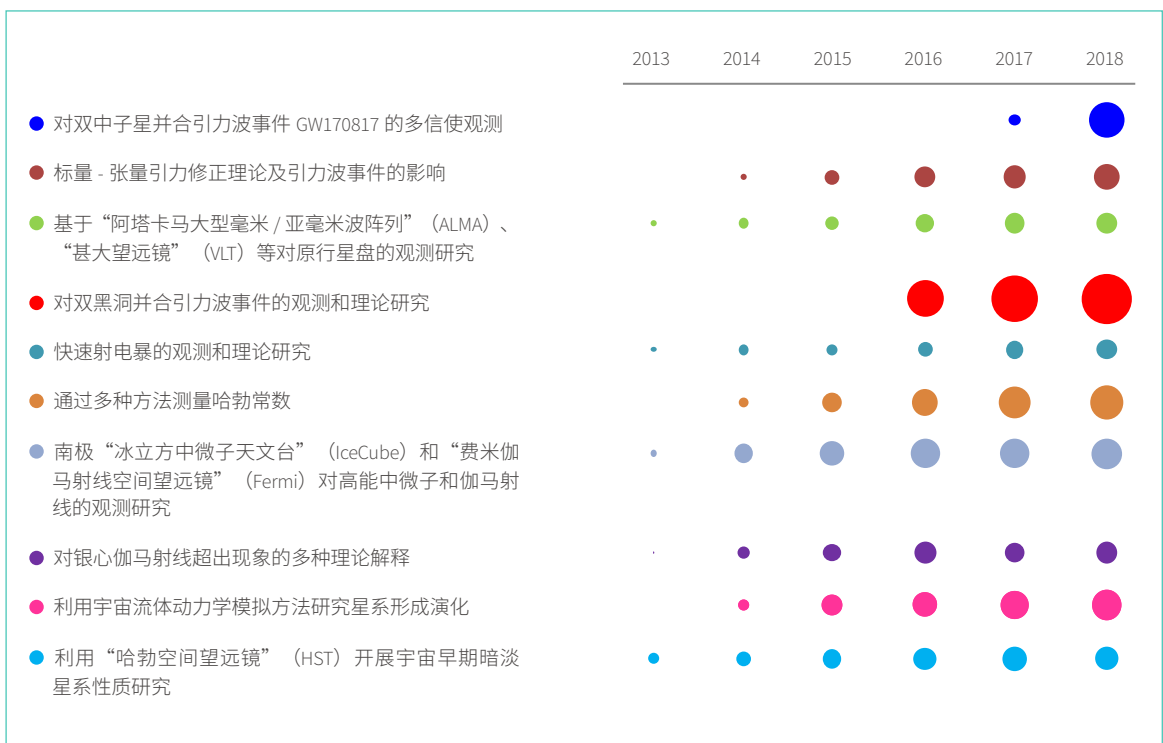 2013 2014 2015 2016 2017 2018
对双中子星并合引力波事件 GW170817 的多信使观测
标量 - 张量引力修正理论及引力波事件的影响
基于“阿塔卡马大型毫米 / 亚毫米波阵列”（ALMA）、
“甚大望远镜”（VLT）等对原行星盘的观测研究
对双黑洞并合引力波事件的观测和理论研究
快速射电暴的观测和理论研究
通过多种方法测量哈勃常数
南极“冰立方中微子天文台”（IceCube）和“费米伽
马射线空间望远镜”（Fermi）对高能中微子和伽马射
线的观测研究
对银心伽马射线超出现象的多种理论解释
利用宇宙流体动力学模拟方法研究星系形成演化
利用“哈勃空间望远镜”（HST）开展宇宙早期暗淡
星系性质研究